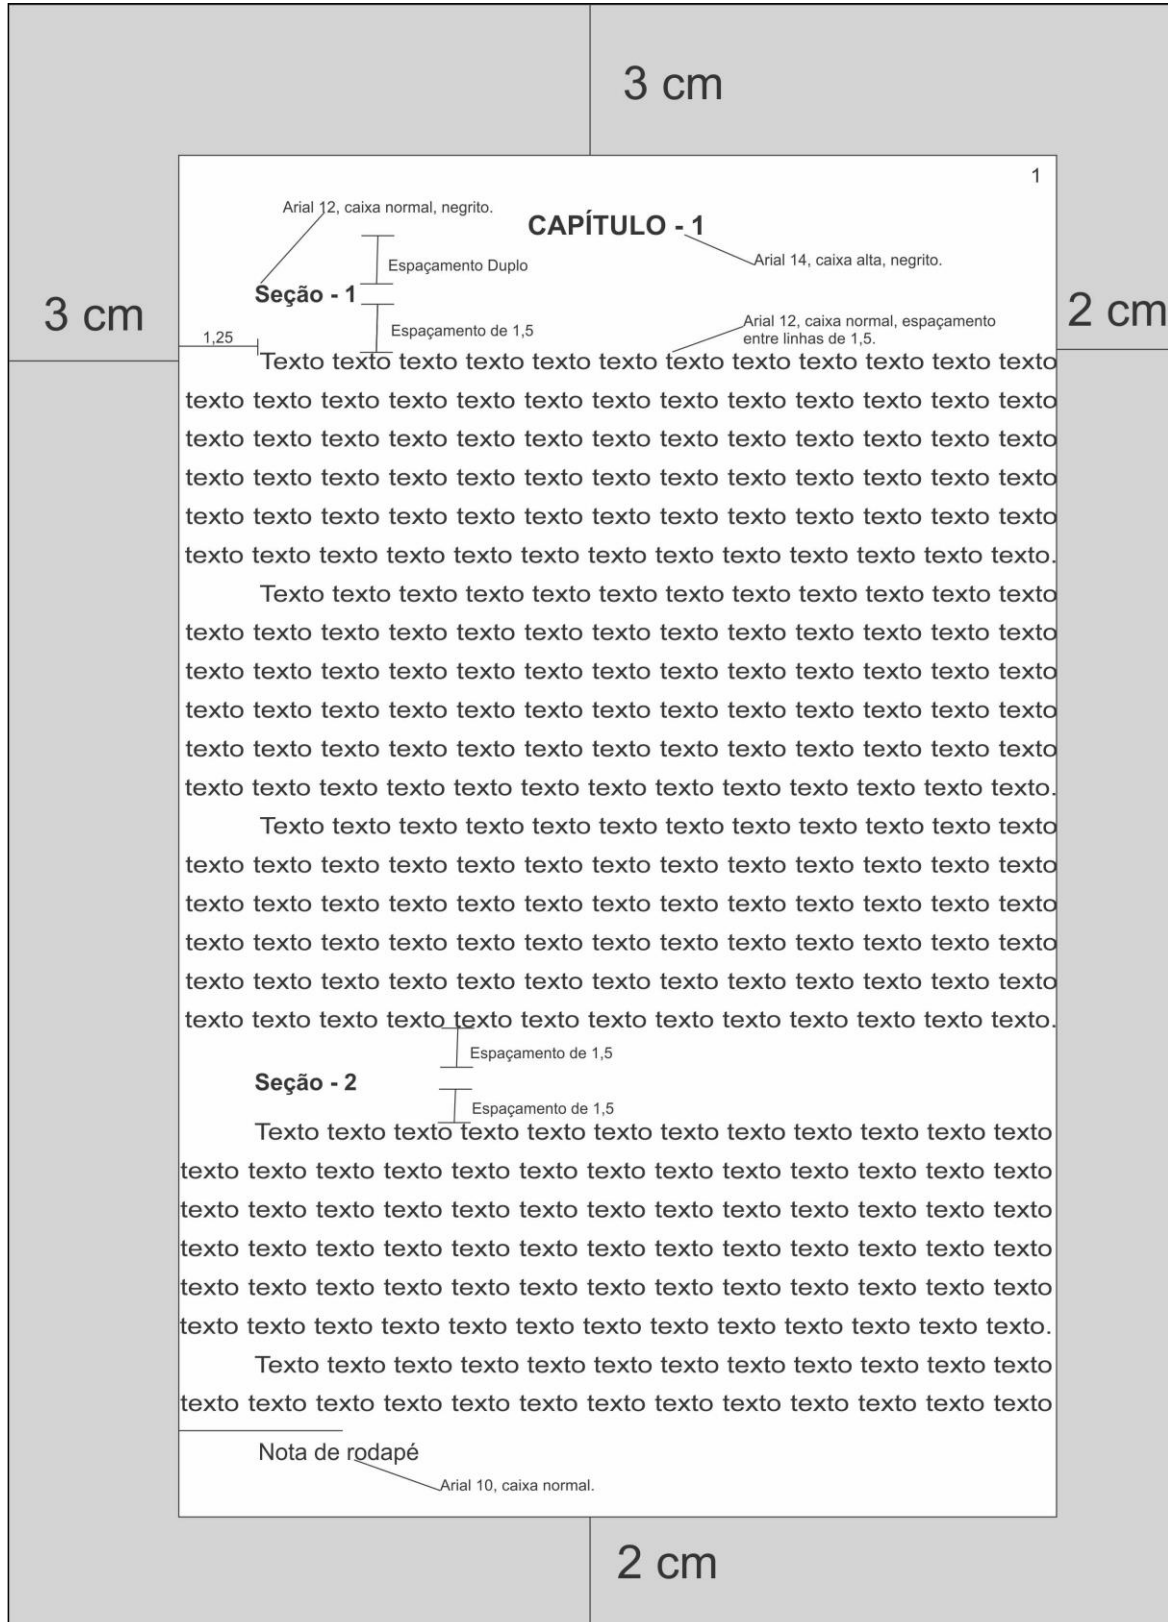 3 cm
1
Arial 12, caixa normal, negrito.
CAPÍTULO - 1
Arial 14, caixa alta, negrito.
Espaçamento Duplo
Seção - 1
3 cm
2 cm
Espaçamento de 1,5
Arial 12, caixa normal, espaçamento
entre linhas de 1,5.
1,25
Texto texto texto texto texto texto texto texto texto texto texto texto
texto texto texto texto texto texto texto texto texto texto texto texto texto
texto texto texto texto texto texto texto texto texto texto texto texto texto
texto texto texto texto texto texto texto texto texto texto texto texto texto
texto texto texto texto texto texto texto texto texto texto texto texto texto
texto texto texto texto texto texto texto texto texto texto texto texto texto.
Texto texto texto texto texto texto texto texto texto texto texto texto
texto texto texto texto texto texto texto texto texto texto texto texto texto
texto texto texto texto texto texto texto texto texto texto texto texto texto
texto texto texto texto texto texto texto texto texto texto texto texto texto
texto texto texto texto texto texto texto texto texto texto texto texto texto
texto texto texto texto texto texto texto texto texto texto texto texto texto.
Texto texto texto texto texto texto texto texto texto texto texto texto
texto texto texto texto texto texto texto texto texto texto texto texto texto
texto texto texto texto texto texto texto texto texto texto texto texto texto
texto texto texto texto texto texto texto texto texto texto texto texto texto
texto texto texto texto texto texto texto texto texto texto texto texto texto
texto texto texto texto texto texto texto texto texto texto texto texto texto.
Espaçamento de 1,5
Seção - 2
Espaçamento de 1,5
Texto texto texto texto texto texto texto texto texto texto texto texto
texto texto texto texto texto texto texto texto texto texto texto texto texto
texto texto texto texto texto texto texto texto texto texto texto texto texto
texto texto texto texto texto texto texto texto texto texto texto texto texto
texto texto texto texto texto texto texto texto texto texto texto texto texto
texto texto texto texto texto texto texto texto texto texto texto texto texto.
Texto texto texto texto texto texto texto texto texto texto texto texto
texto texto texto texto texto texto texto texto texto texto texto texto texto
Nota de rodapé
Arial 10, caixa normal.
2 cm